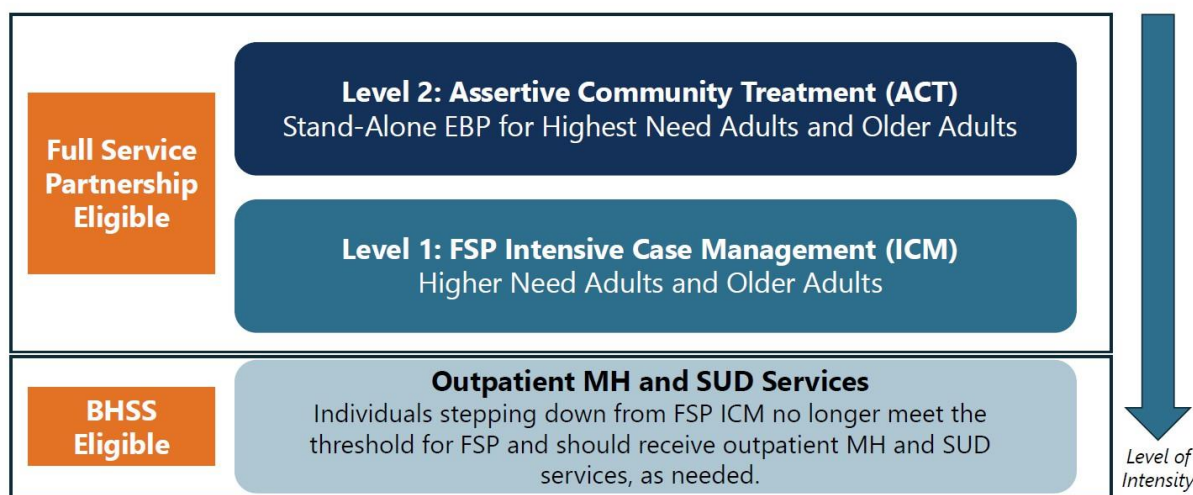 Full Service
Partnership
Eligible
Level 2: Assertive Community Treatment (ACT)
Stand-Alone EBP for Highest Need Adults and Older Adults
Level 1: FSP Intensive Case Management (ICM)
Higher Need Adults and Older Adults
BHSS
Eligible
Outpatient MH and SUD Services
Individuals stepping down from FSP ICM no longer meet the
threshold for FSP and should receive outpatient MH and SUD
services, as needed.
Level of
Intensity